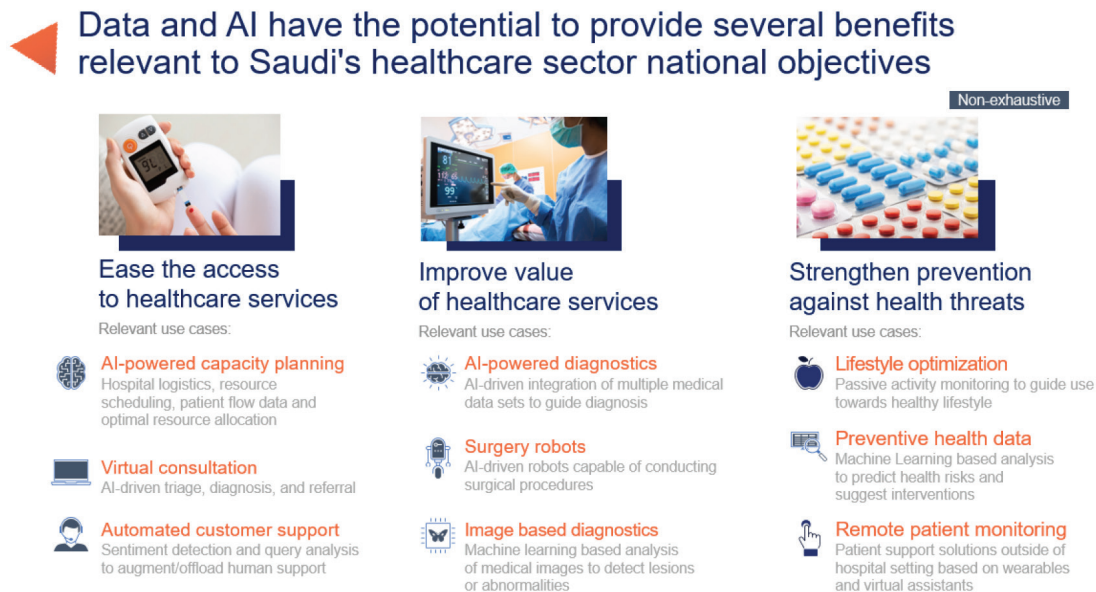 Data and AI have the potential to provide several benefits
relevant to Saudi's healthcare sector national objectives
Non-exhaustive
Ease the access
to healthcare services
Relevant use cases:
AI-powered capacity planning
Hospital logistics, resource
scheduling, patient flow data and
optimal resource allocation
Virtual consultation
AI-driven triage, diagnosis, and referral
Automated customer support
Sentiment detection and query analysis
to augment/offload human support
81
99
Improve value
of healthcare services
Relevant use cases:
AI-powered diagnostics
AI-driven integration of multiple medical
data sets to guide diagnosis
Surgery robots
AI-driven robots capable of conducting
surgical procedures
Image based diagnostics
Machine learning based analysis
of medical images to detect lesions
or abnormalities
Strengthen prevention
against health threats
Relevant use cases:
Lifestyle optimization
Passive activity monitoring to guide use
towards healthy lifestyle
Preventive health data
Machine Learning based analysis
to predict health risks and
suggest interventions
Remote patient monitoring
Patient support solutions outside of
hospital setting based on wearables
and virtual assistants